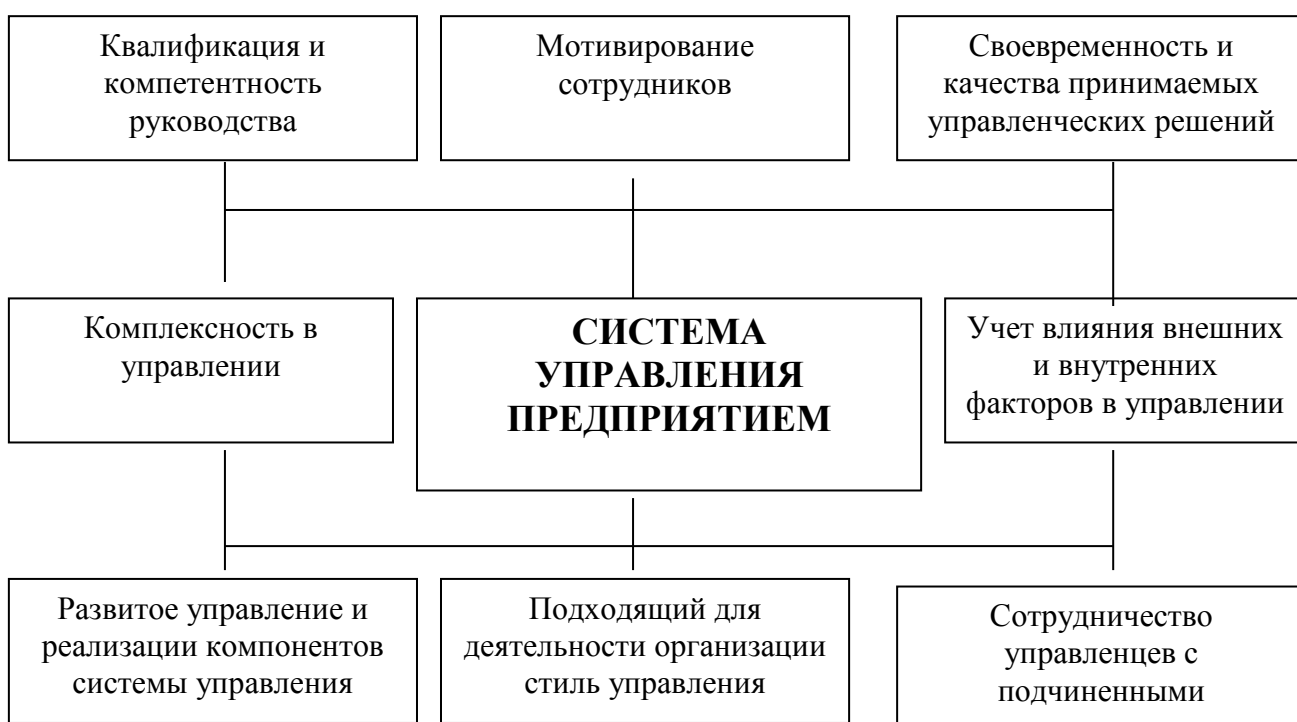 Квалификация и
компетентность
руководства
Мотивирование
сотрудников
Своевременность и
качества принимаемых
управленческих решений
Комплексность в
управлении
СИСТЕМА
УПРАВЛЕНИЯ
ПРЕДПРИЯТИЕМ
Учет влияния внешних
и внутренних
факторов в управлении
Развитое управление и
реализации компонентов
системы управления
Подходящий для
деятельности организации
стиль управления
Сотрудничество
управленцев с
подчиненными